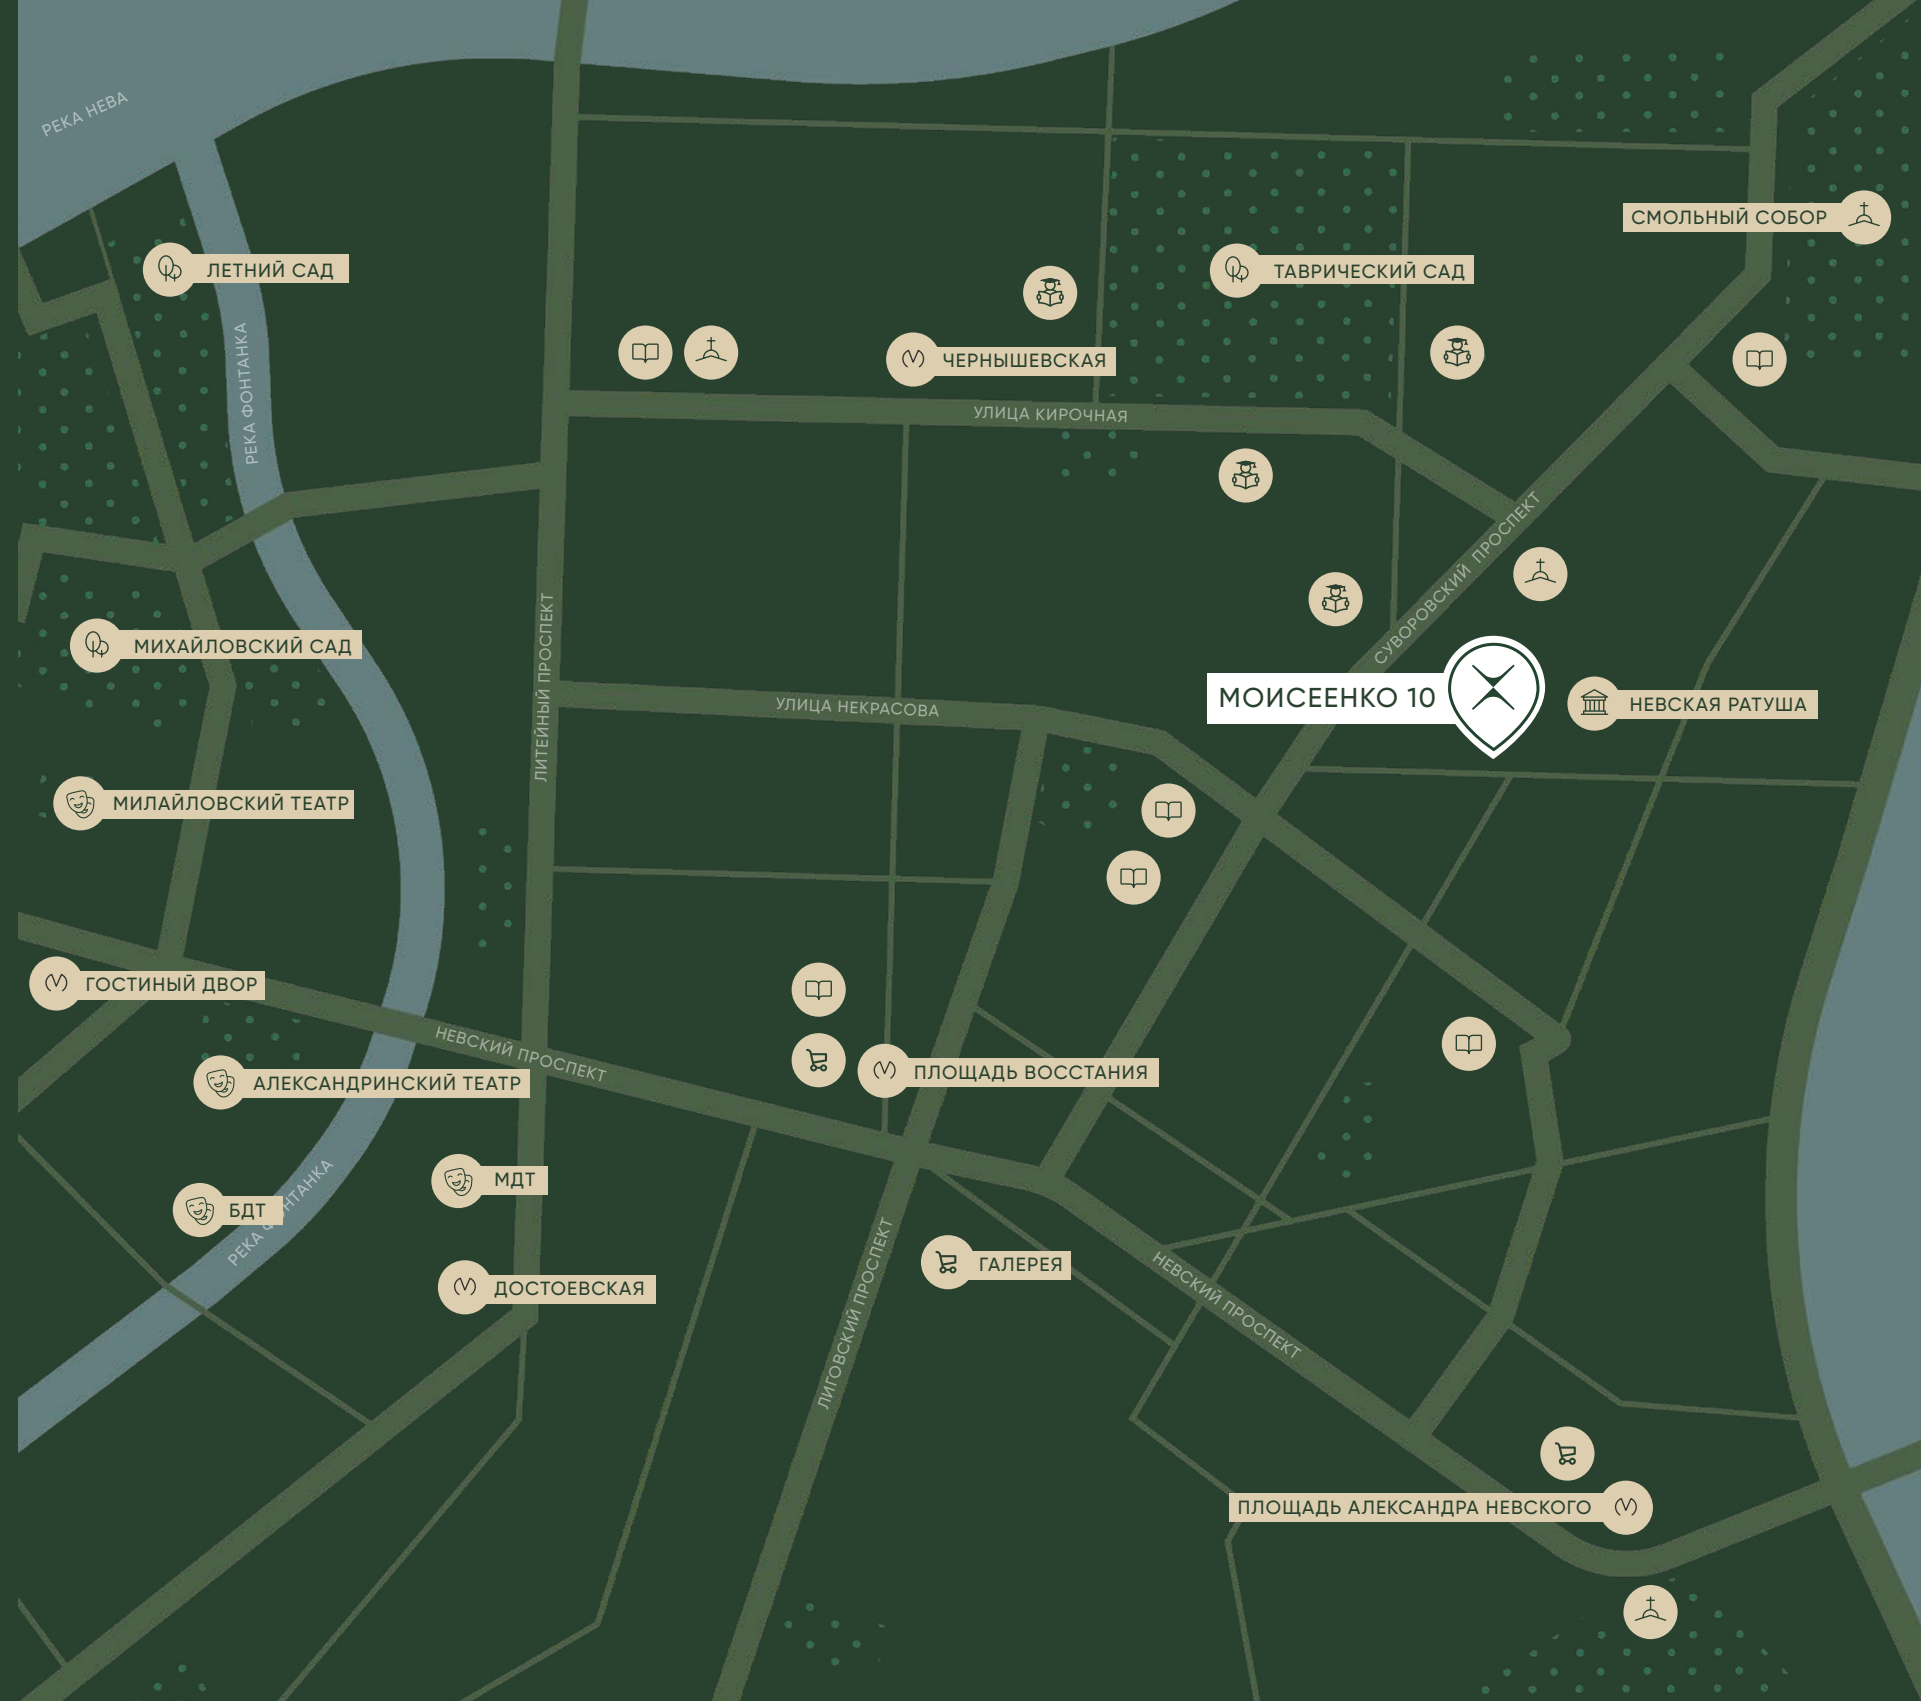 РЕКА НЕВА
СМОЛЬНЫЙ СОБОР
ЛЕТНИЙ САД
ТАВРИЧЕСКИЙ САД
РЕКА ФОНТАНКА
ЧЕРНЫШЕВСКАЯ
УЛИЦА КИРОЧНАЯ
СУВОРОВСКИЙ ПРОСПЕКТ
МИХАЙЛОВСКИЙ САД
ЛИТЕЙНЫЙ ПРОСПЕКТ
МОИСЕЕНКО 10
НЕВСКАЯ РАТУША
УЛИЦА НЕКРАСОВА
МИЛАЙЛОВСКИЙ ТЕАТР
ГОСТИНЫЙ ДВОР
НЕВСКИЙ ПРОСПЕКТ
ПЛОЩАДЬ ВОССТАНИЯ
АЛЕКСАНДРИНСКИЙ ТЕАТР
МДТ
БДТ
РЕКА ФОНТАНКА
ГАЛЕРЕЯ
ДОСТОЕВСКАЯ
ЛИГОВСКИЙ ПРОСПЕКТ
НЕВСКИЙ ПРОСПЕКТ
ПЛОЩАДЬ АЛЕКСАНДРА НЕВСКОГО